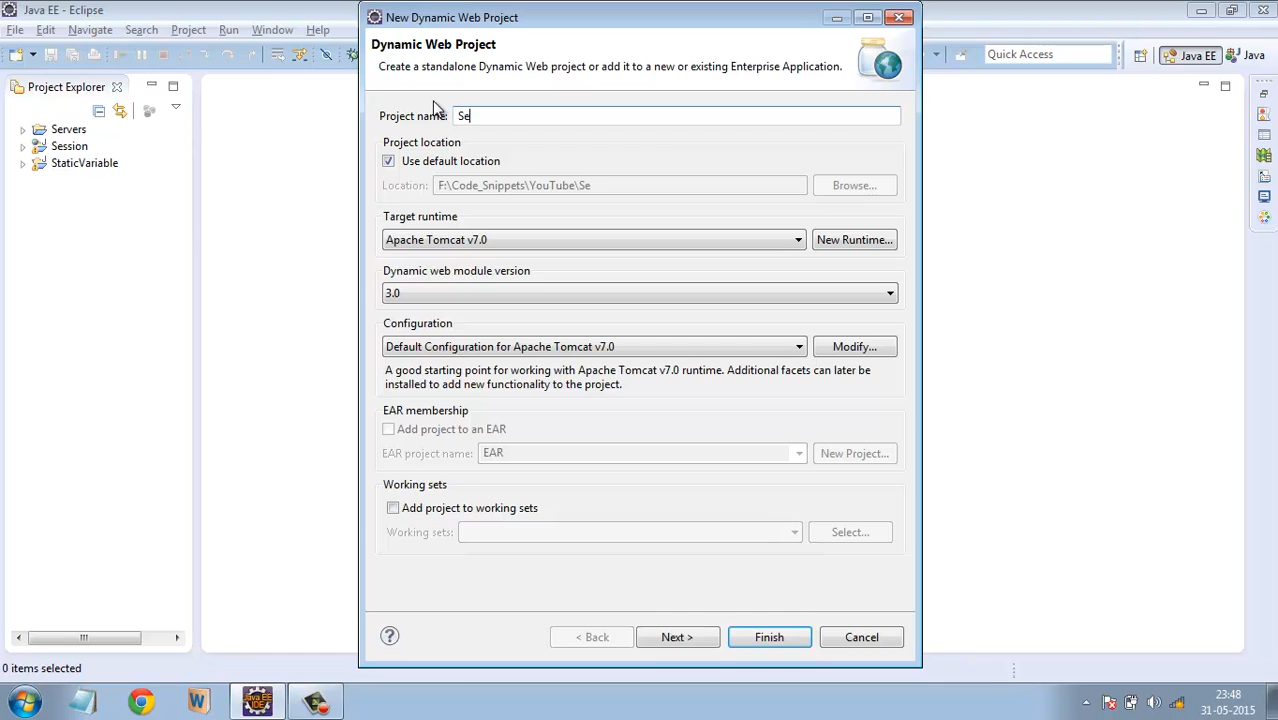 Java EE - Eclipse
File Edit Navigate Search Project Run Window Help
Quick Access
Java EE
Java
Project Explorer
Servers
Session
StaticVariable
New Dynamic Web Project
Dynamic Web Project
Create a standalone Dynamic Web project or add it to a new or existing Enterprise Application.
Project name: Se
Project location
Use default location
Location: F:\Code_Snippets\YouTube\Se Browse...
Target runtime
Apache Tomcat v7.0 New Runtime...
Dynamic web module version
3.0
Configuration
Default Configuration for Apache Tomcat v7.0 Modify...
A good starting point for working with Apache Tomcat v7.0 runtime. Additional facets can later be
installed to add new functionality to the project.
EAR membership
Add project to an EAR
EAR project name: EAR New Project...
Working sets
Add project to working sets
Working sets: Select...
< Back Next > Finish Cancel
0 items selected
Java EE
IDE
W
23:48
31-05-2015